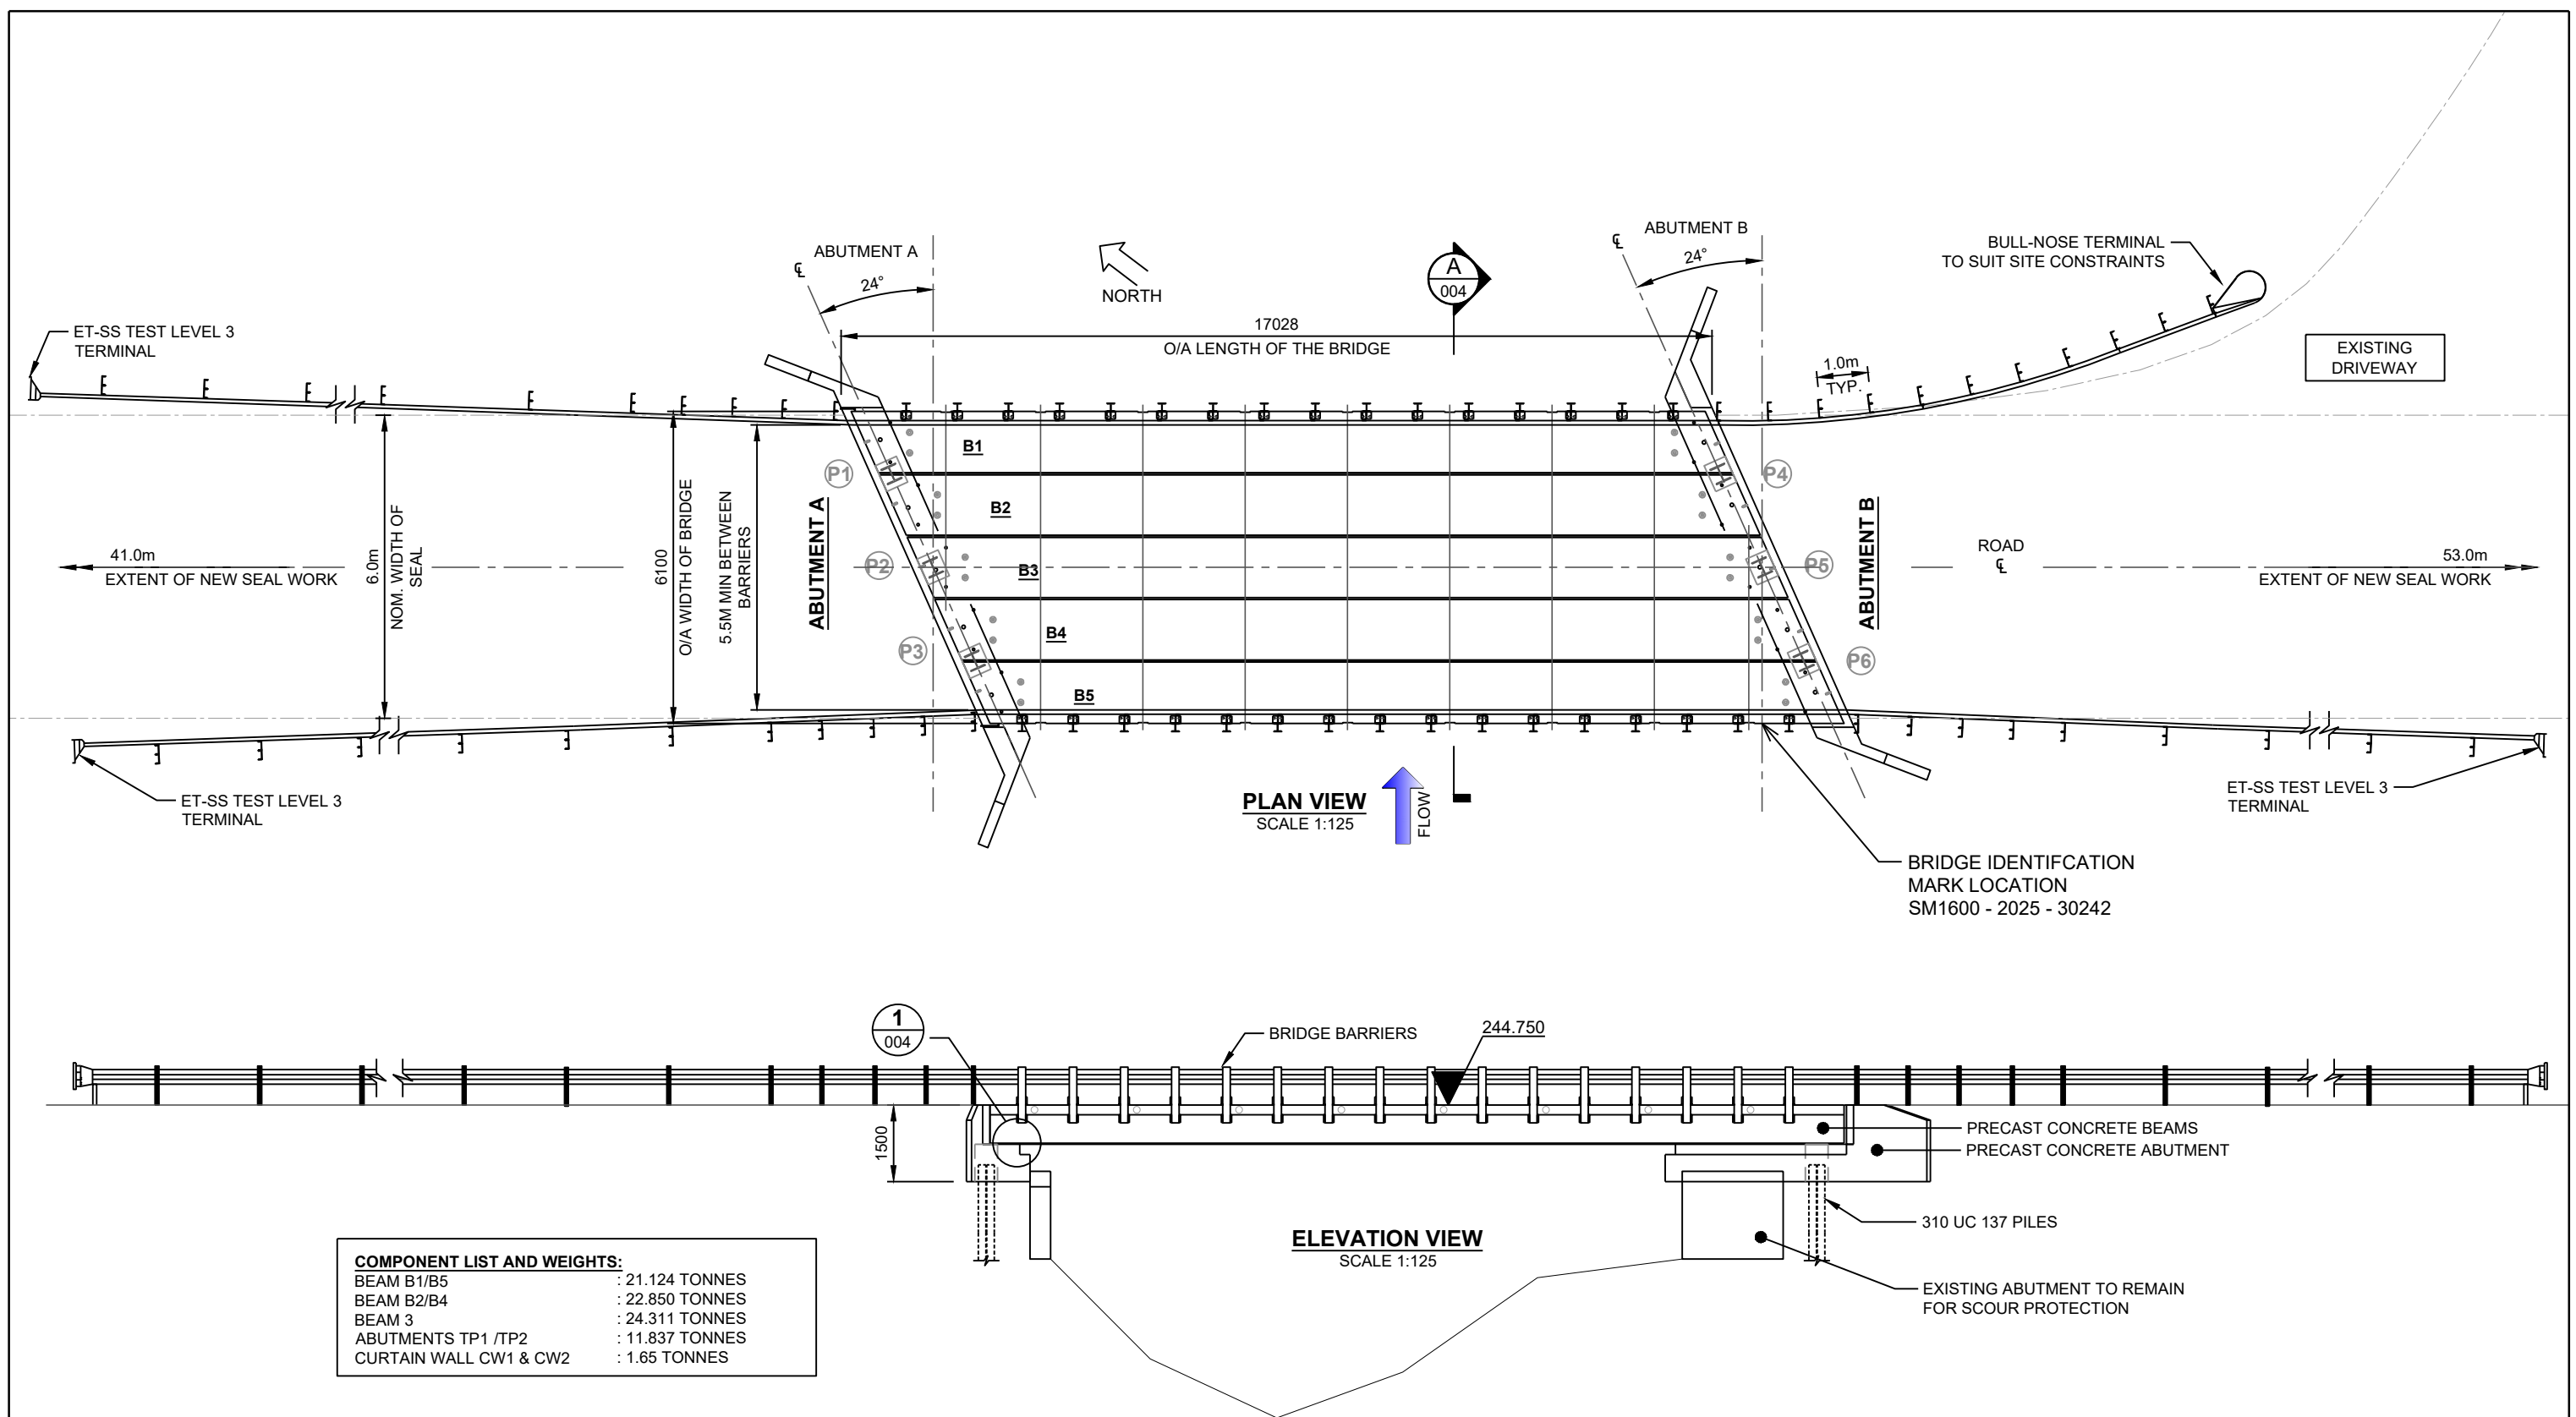 ABUTMENT A
℄
24°
NORTH
A
004
ABUTMENT B
℄
24°
BULL-NOSE TERMINAL
TO SUIT SITE CONSTRAINTS
ET-SS TEST LEVEL 3
TERMINAL
17028
O/A LENGTH OF THE BRIDGE
1.0m
TYP.
EXISTING
DRIVEWAY
B1
B2
B3
B4
B5
P1
P2
P3
P4
P5
P6
ABUTMENT A
ABUTMENT B
41.0m
EXTENT OF NEW SEAL WORK
6.0m
NOM. WIDTH OF
SEAL
6100
O/A WIDTH OF BRIDGE
5.5M MIN BETWEEN
BARRIERS
ROAD
℄
53.0m
EXTENT OF NEW SEAL WORK
ET-SS TEST LEVEL 3
TERMINAL
PLAN VIEW
SCALE 1:125
FLOW
ET-SS TEST LEVEL 3
TERMINAL
BRIDGE IDENTIFCATION
MARK LOCATION
SM1600 - 2025 - 30242
1
004
BRIDGE BARRIERS
244.750
1500
PRECAST CONCRETE BEAMS
PRECAST CONCRETE ABUTMENT
310 UC 137 PILES
ELEVATION VIEW
SCALE 1:125
EXISTING ABUTMENT TO REMAIN
FOR SCOUR PROTECTION
COMPONENT LIST AND WEIGHTS:
BEAM B1/B5 : 21.124 TONNES
BEAM B2/B4 : 22.850 TONNES
BEAM 3 : 24.311 TONNES
ABUTMENTS TP1 /TP2 : 11.837 TONNES
CURTAIN WALL CW1 & CW2 : 1.65 TONNES